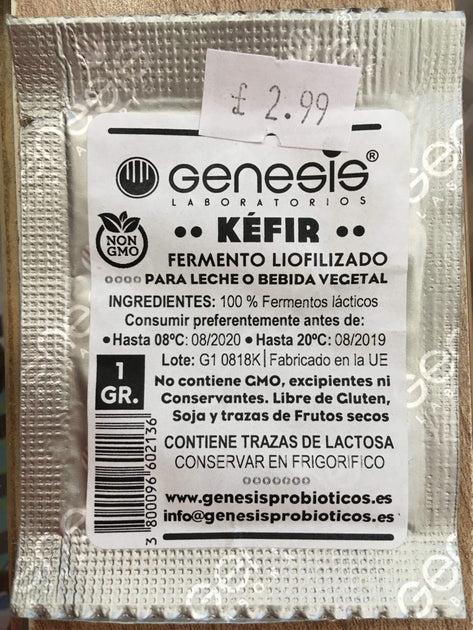 £ 2.99
Genesis®
LABORATORIOS
•• KÉFIR ••
NON
GMO
FERMENTO LIOFILIZADO
PARA LECHE O BEBIDA VEGETAL
INGREDIENTES: 100 % Fermentos lácticos
Consumir preferentemente antes de:
• Hasta 08ºC: 08/2020 • Hasta 20ºC: 08/2019
Lote: G1 0818K | Fabricado en la UE
1
GR.
No contiene GMO, excipientes ni
Conservantes. Libre de Gluten,
Soja y trazas de Frutos secos
CONTIENE TRAZAS DE LACTOSA
CONSERVAR EN FRIGORIFICO
3 800096 602136
www.genesisprobioticos.es
info@genesisprobioticos.es